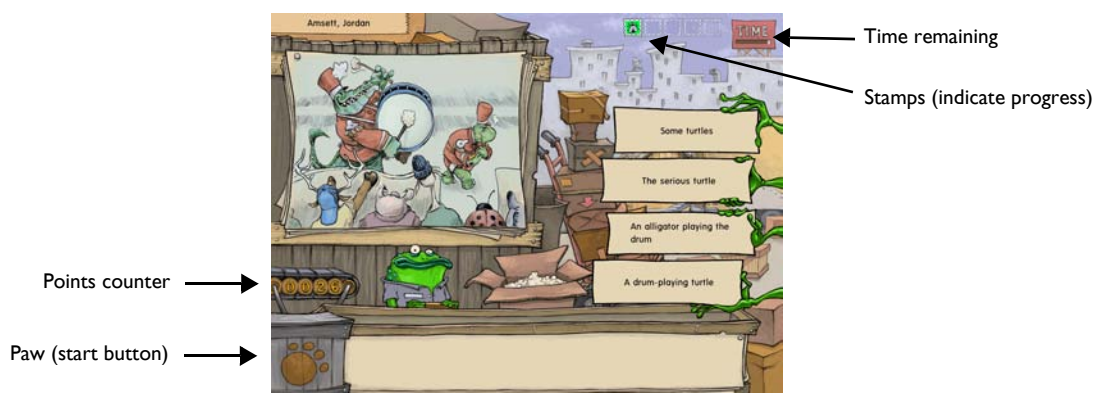 Amsett, Jordan
TIME
Time remaining
Stamps (indicate progress)
Some turtles
The serious turtle
An alligator playing the
drum
A drum-playing turtle
Points counter
Paw (start button)